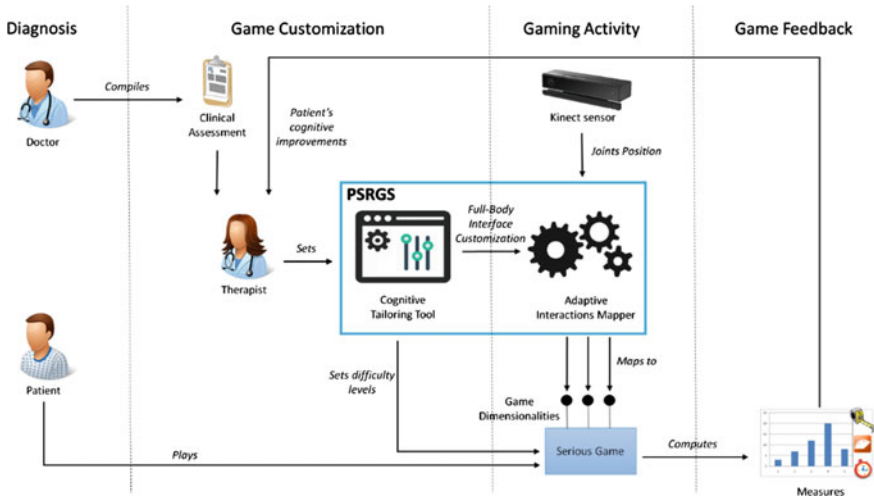 Diagnosis
Game Customization
Gaming Activity
Game Feedback
Compiles
Doctor
Clinical
Assessment
Patient's
cognitive
improvements
Kinect sensor
Joints Position
PSRGS
Full-Body
Interface
Customization
Sets
Therapist
Cognitive
Tailoring Tool
Adaptive
Interactions Mapper
Patient
Sets difficulty
levels
Maps to
Game
Dimensionalities
Plays
Serious Game
Computes
Measures